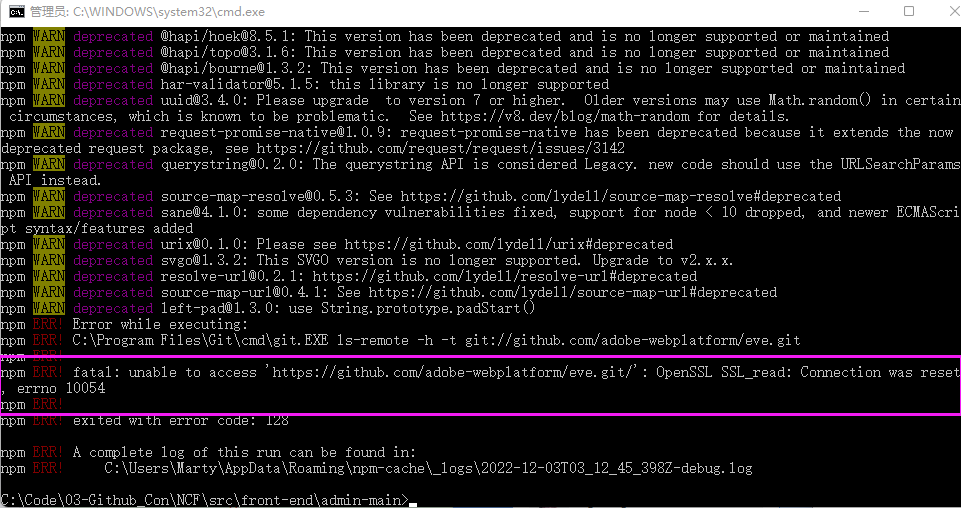 管理员: C:\WINDOWS\system32\cmd.exe
npm WARN deprecated @hapi/hoek@8.5.1: This version has been deprecated and is no longer supported or maintained
npm WARN deprecated @hapi/topo@3.1.6: This version has been deprecated and is no longer supported or maintained
npm WARN deprecated @hapi/bourne@1.3.2: This version has been deprecated and is no longer supported or maintained
npm WARN deprecated har-validator@5.1.5: this library is no longer supported
npm WARN deprecated uuid@3.4.0: Please upgrade  to version 7 or higher.  Older versions may use Math.random() in certain
 circumstances, which is known to be problematic.  See https://v8.dev/blog/math-random for details.
npm WARN deprecated request-promise-native@1.0.9: request-promise-native has been deprecated because it extends the now
deprecated request package, see https://github.com/request/request/issues/3142
npm WARN deprecated querystring@0.2.0: The querystring API is considered Legacy. new code should use the URLSearchParams
 API instead.
npm WARN deprecated source-map-resolve@0.5.3: See https://github.com/lydell/source-map-resolve#deprecated
npm WARN deprecated sane@4.1.0: some dependency vulnerabilities fixed, support for node < 10 dropped, and newer ECMAScri
pt syntax/features added
npm WARN deprecated urix@0.1.0: Please see https://github.com/lydell/urix#deprecated
npm WARN deprecated svgo@1.3.2: This SVGO version is no longer supported. Upgrade to v2.x.x.
npm WARN deprecated resolve-url@0.2.1: https://github.com/lydell/resolve-url#deprecated
npm WARN deprecated source-map-url@0.4.1: See https://github.com/lydell/source-map-url#deprecated
npm WARN deprecated left-pad@1.3.0: use String.prototype.padStart()
npm ERR! Error while executing:
npm ERR! C:\Program Files\Git\cmd\git.EXE ls-remote -h -t git://github.com/adobe-webplatform/eve.git
npm ERR!
npm ERR! fatal: unable to access 'https://github.com/adobe-webplatform/eve.git/': OpenSSL SSL_read: Connection was reset
, errno 10054
npm ERR!
npm ERR! exited with error code: 128

npm ERR! A complete log of this run can be found in:
npm ERR!     C:\Users\Marty\AppData\Roaming\npm-cache\_logs\2022-12-03T03_12_45_398Z-debug.log

C:\Code\03-Github_Con\NCF\src\front-end\admin-main>